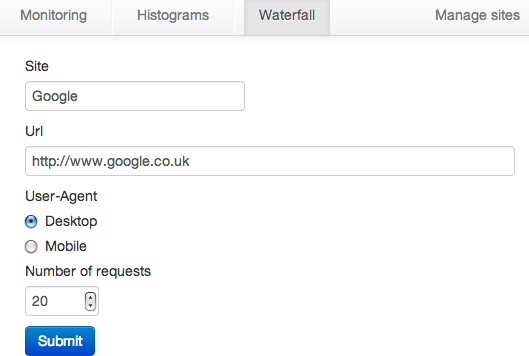 Monitoring Histograms Waterfall Manage sites
Site
Google
Url
http://www.google.co.uk
User-Agent
Desktop
Mobile
Number of requests
20
Submit